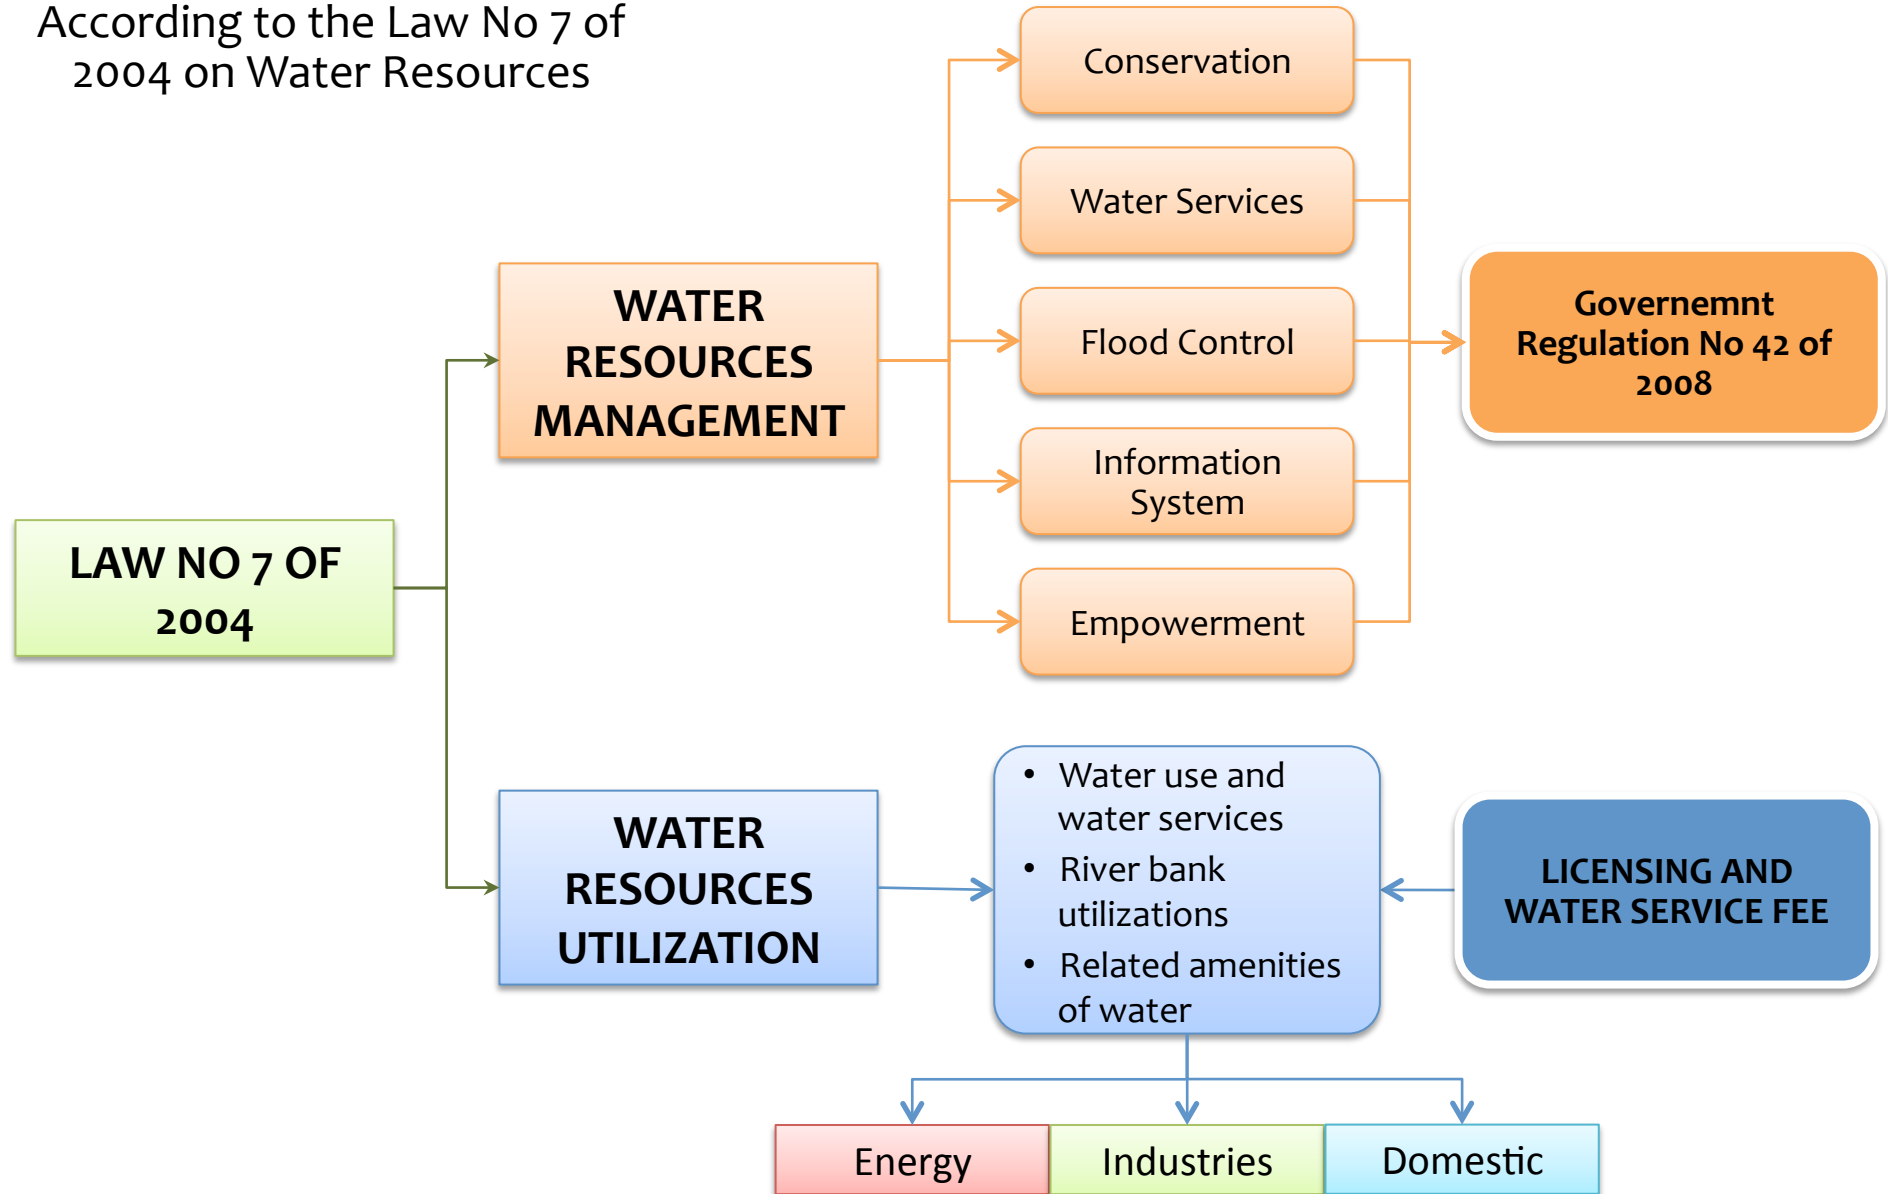 According to the Law No 7 of
2004 on Water Resources
Conservation
Water Services
WATER
RESOURCES
MANAGEMENT
Flood Control
Governemnt
Regulation No 42 of
2008
Information
System
LAW NO 7 OF
2004
Empowerment
WATER
RESOURCES
UTILIZATION
• Water use and
water services
• River bank
utilizations
• Related amenities
of water
LICENSING AND
WATER SERVICE FEE
Energy
Industries
Domestic